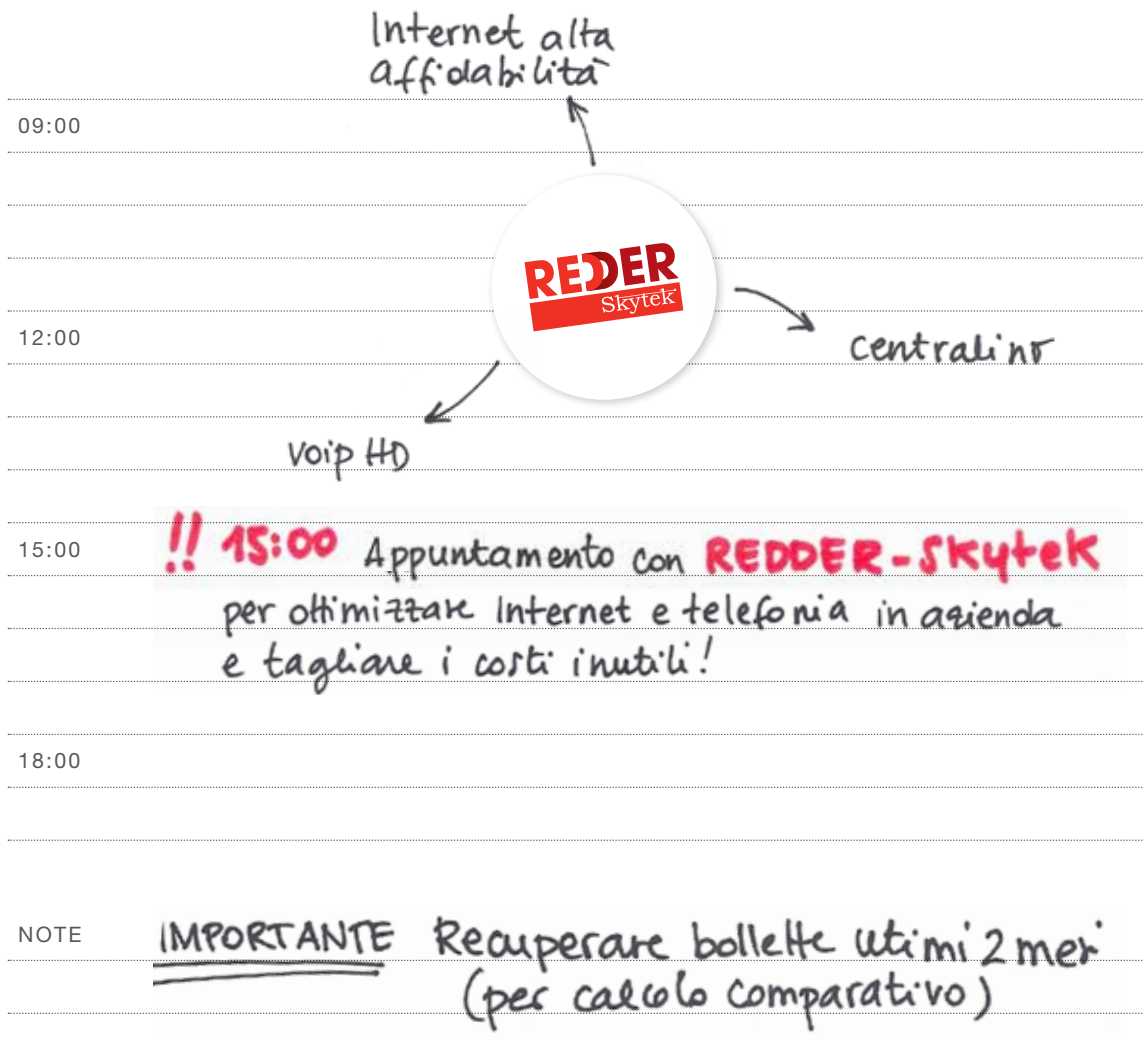 Internet alta
affidabilità
09:00
REDDER
Skytek
12:00
centralino
Voip HD
15:00 !! 15:00 Appuntamento con REDDER-Skytek
per ottimizzare Internet e telefonia in azienda
e tagliare i costi inutili!
18:00
NOTE IMPORTANTE Recuperare bollette utimi 2 mesi
(per calcolo comparativo)